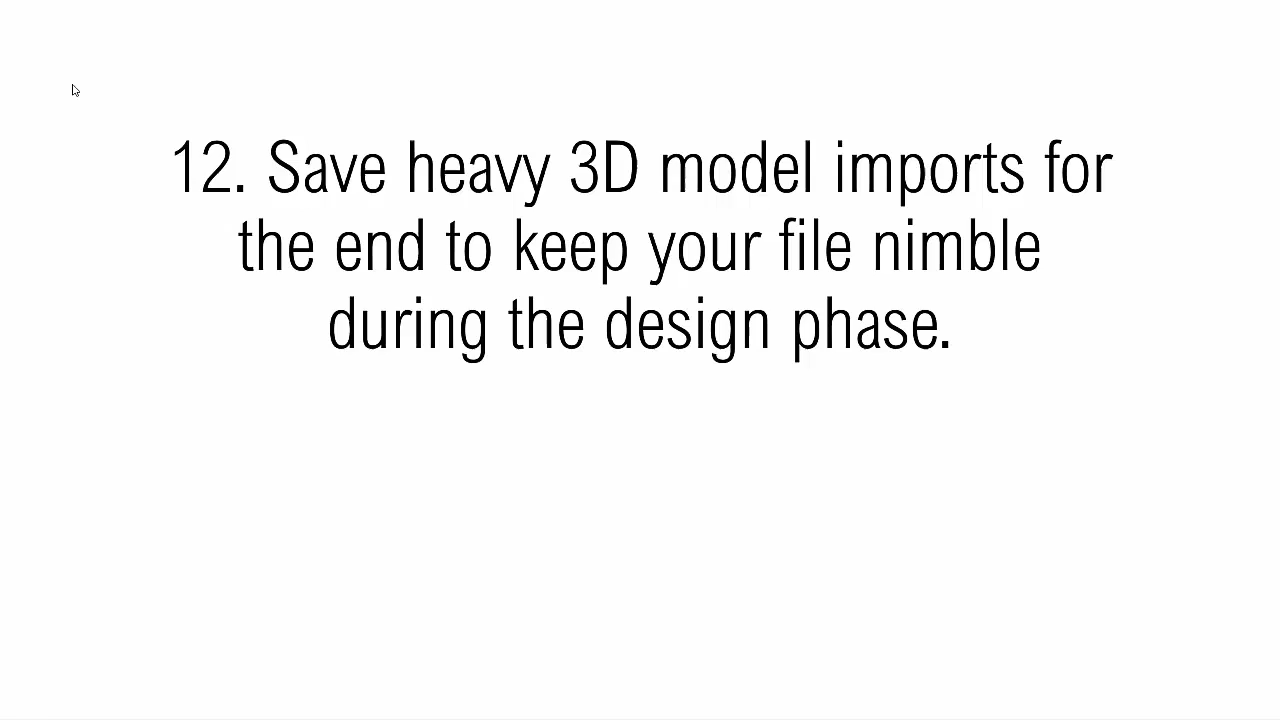 12. Save heavy 3D model imports for
the end to keep your file nimble
during the design phase.